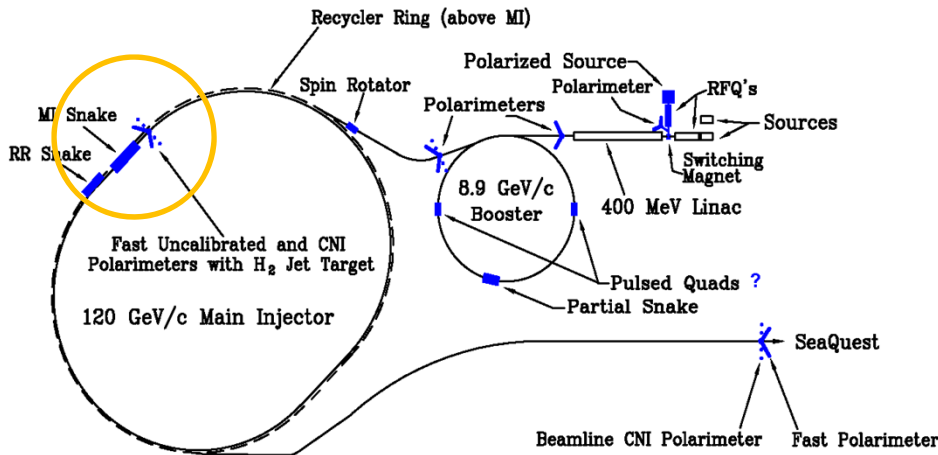 Recycler Ring (above MI)
Polarized Source
Spin Rotator
Polarimeter
RFQ's
Polarimeters
Sources
MI Snake
RR Snake
Switching
Magnet
8.9 GeV/c
Booster
400 MeV Linac
Fast Uncalibrated and CNI
Polarimeters with H₂ Jet Target
Pulsed Quads ?
Partial Snake
120 GeV/c Main Injector
SeaQuest
Beamline CNI Polarimeter
Fast Polarimeter